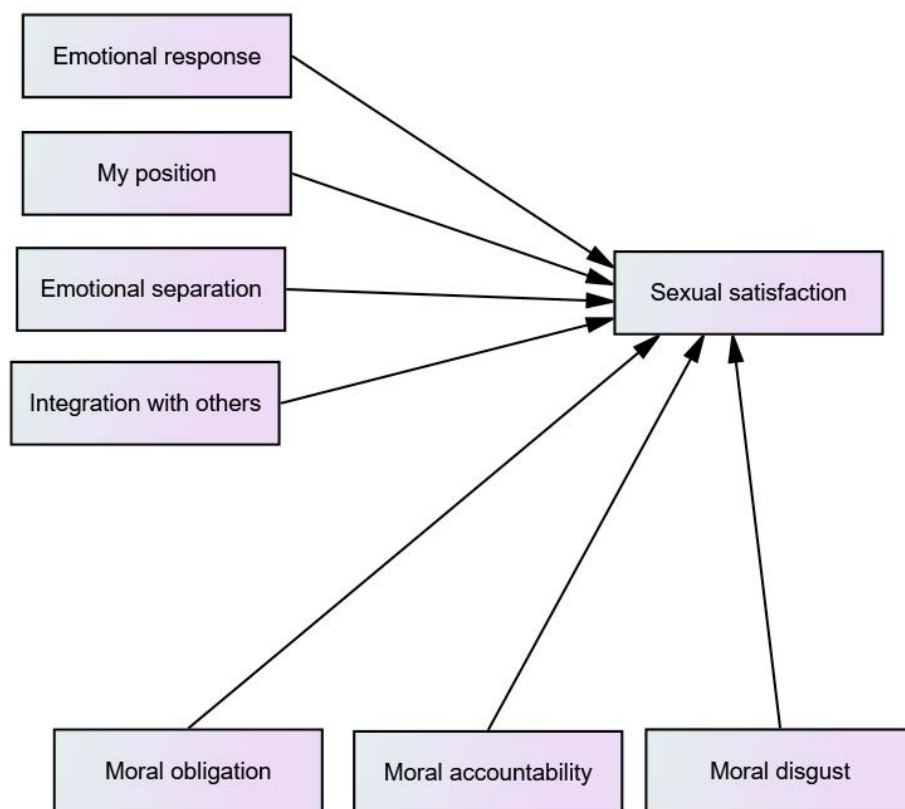 Emotional response
My position
Emotional separation
Sexual satisfaction
Integration with others
Moral obligation
Moral accountability
Moral disgust